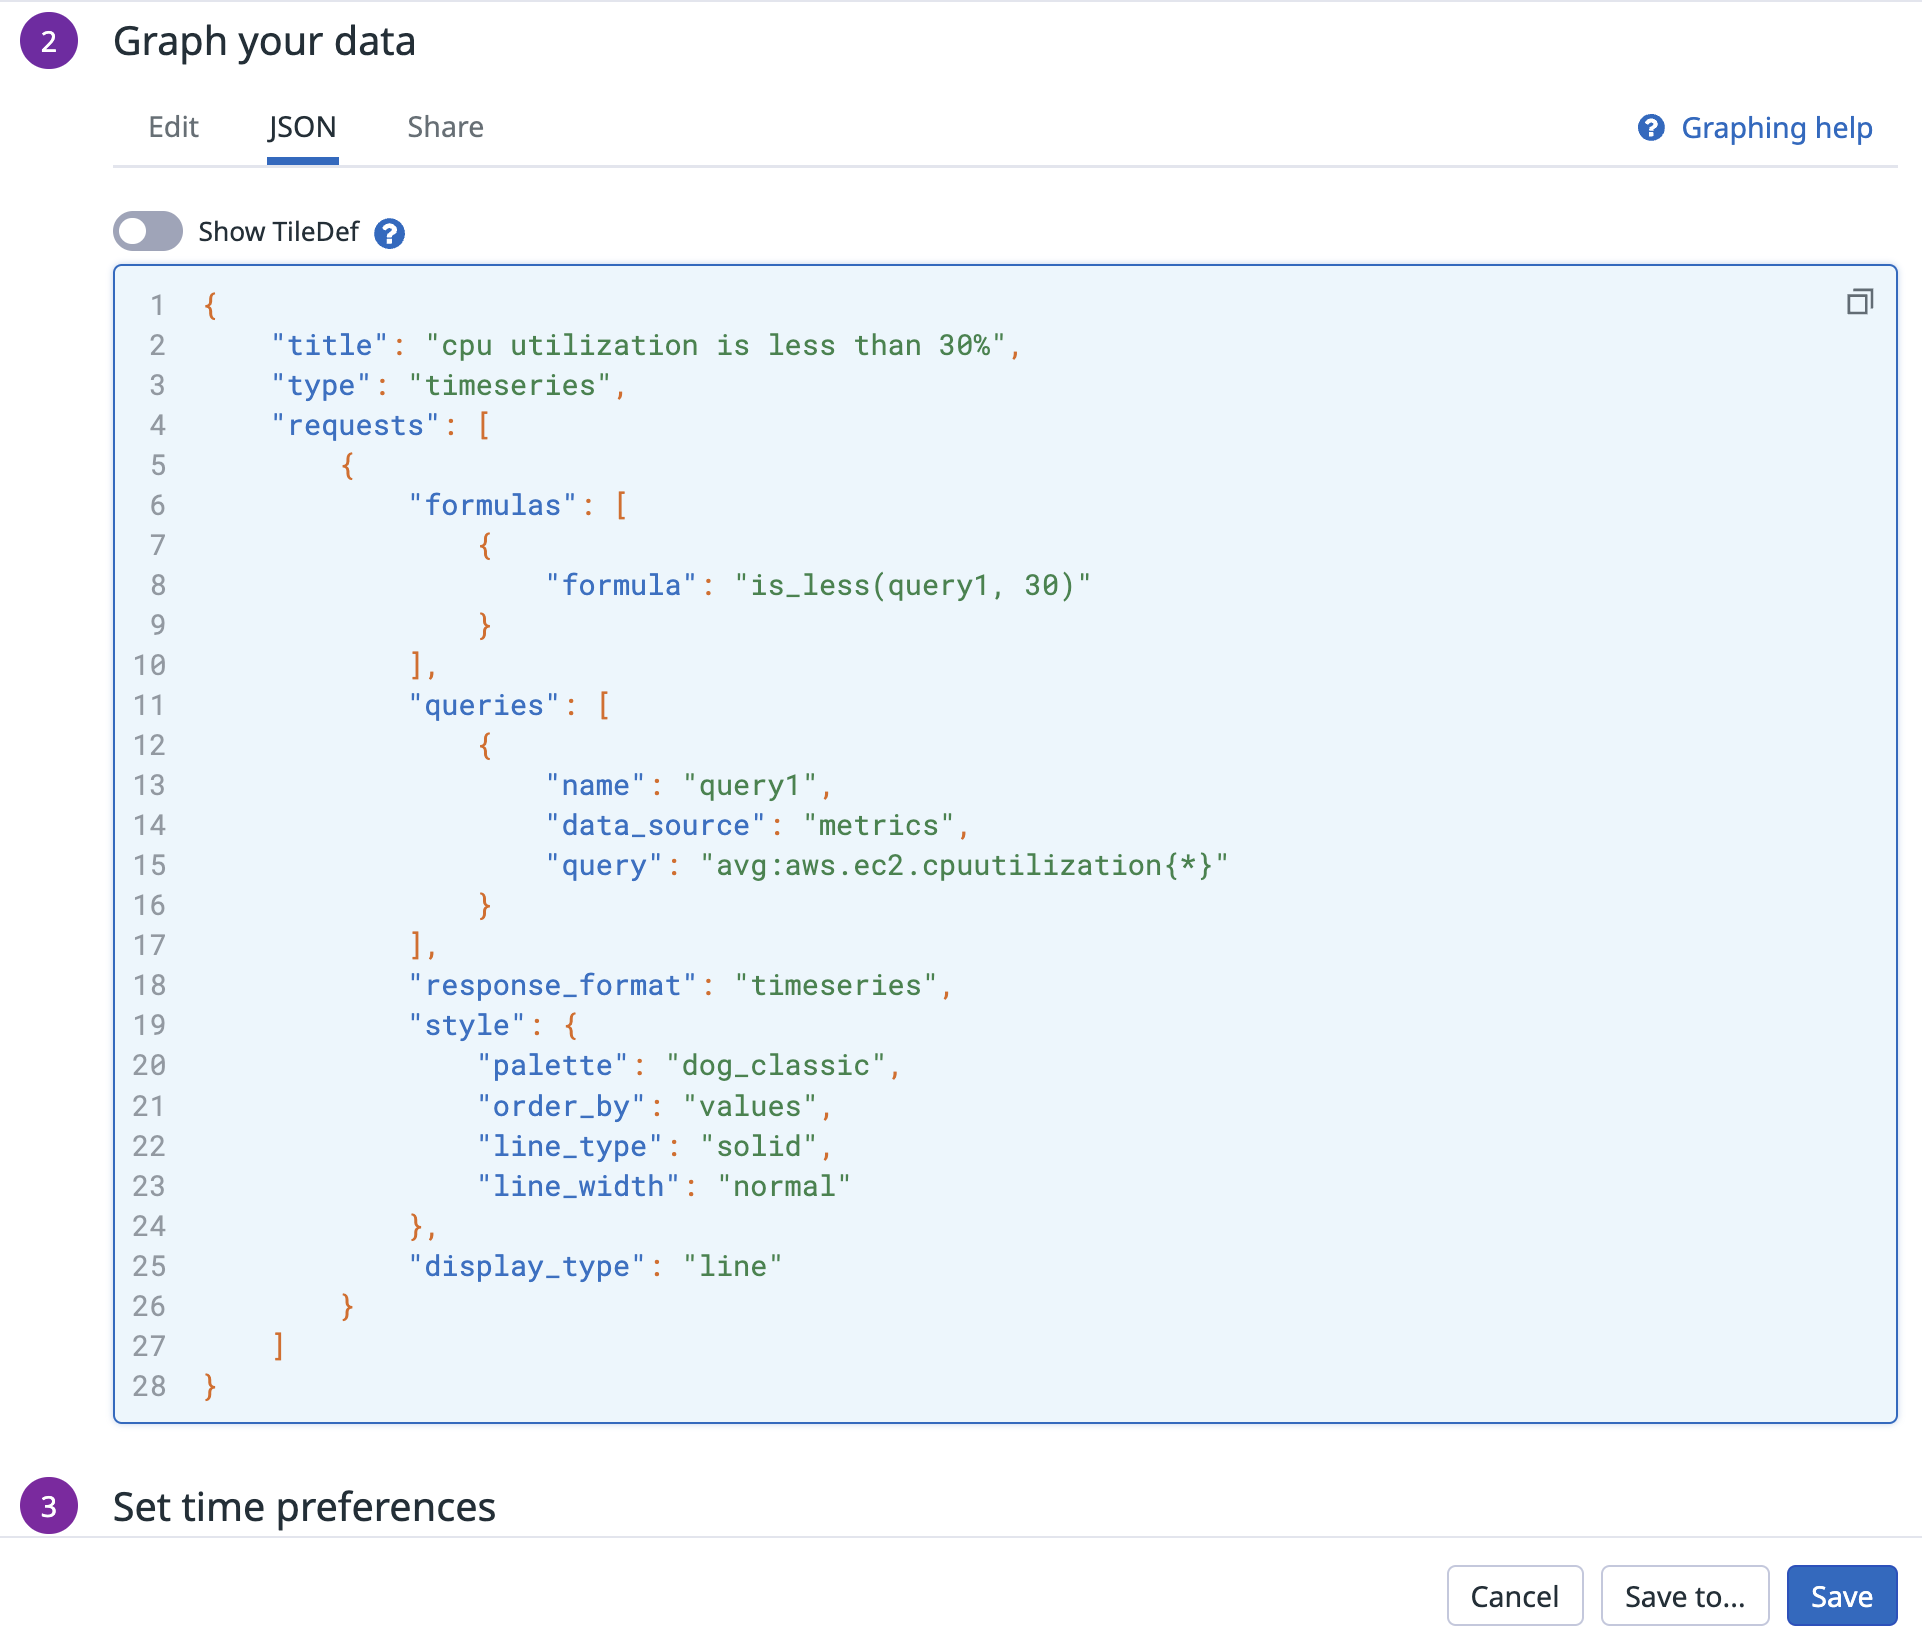 2 Graph your data
Edit JSON Share ? Graphing help
Show TileDef ?
1 {
2     "title": "cpu utilization is less than 30%",
3     "type": "timeseries",
4     "requests": [
5         {
6             "formulas": [
7                 {
8                     "formula": "is_less(query1, 30)"
9                 }
10             ],
11             "queries": [
12                 {
13                     "name": "query1",
14                     "data_source": "metrics",
15                     "query": "avg:aws.ec2.cpuutilization{*}"
16                 }
17             ],
18             "response_format": "timeseries",
19             "style": {
20                 "palette": "dog_classic",
21                 "order_by": "values",
22                 "line_type": "solid",
23                 "line_width": "normal"
24             },
25             "display_type": "line"
26         }
27     ]
28 }
3 Set time preferences
Cancel Save to... Save